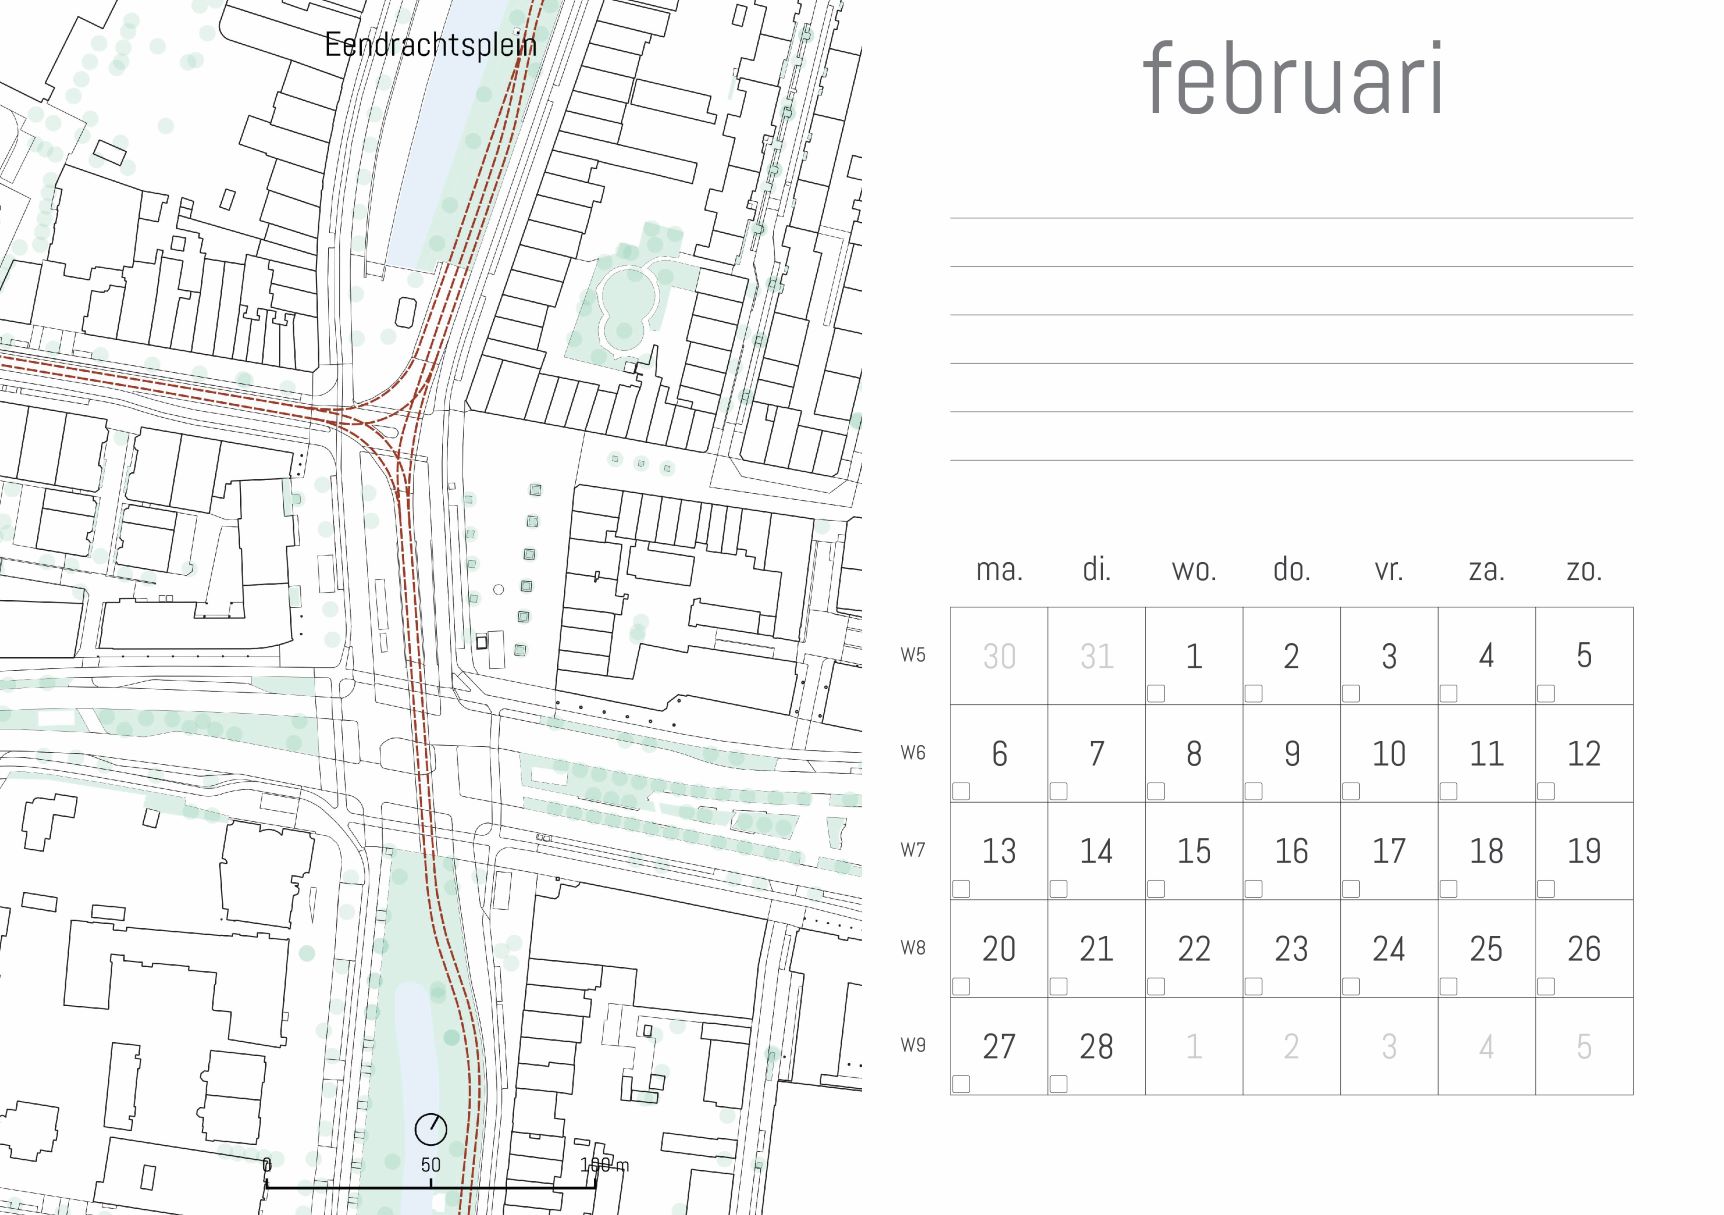 Eendrachtsplein
0 50 100 m
februari
ma. di. wo. do. vr. za. zo.
W5 30 31 1 2 3 4 5
W6 6 7 8 9 10 11 12
W7 13 14 15 16 17 18 19
W8 20 21 22 23 24 25 26
W9 27 28 1 2 3 4 5